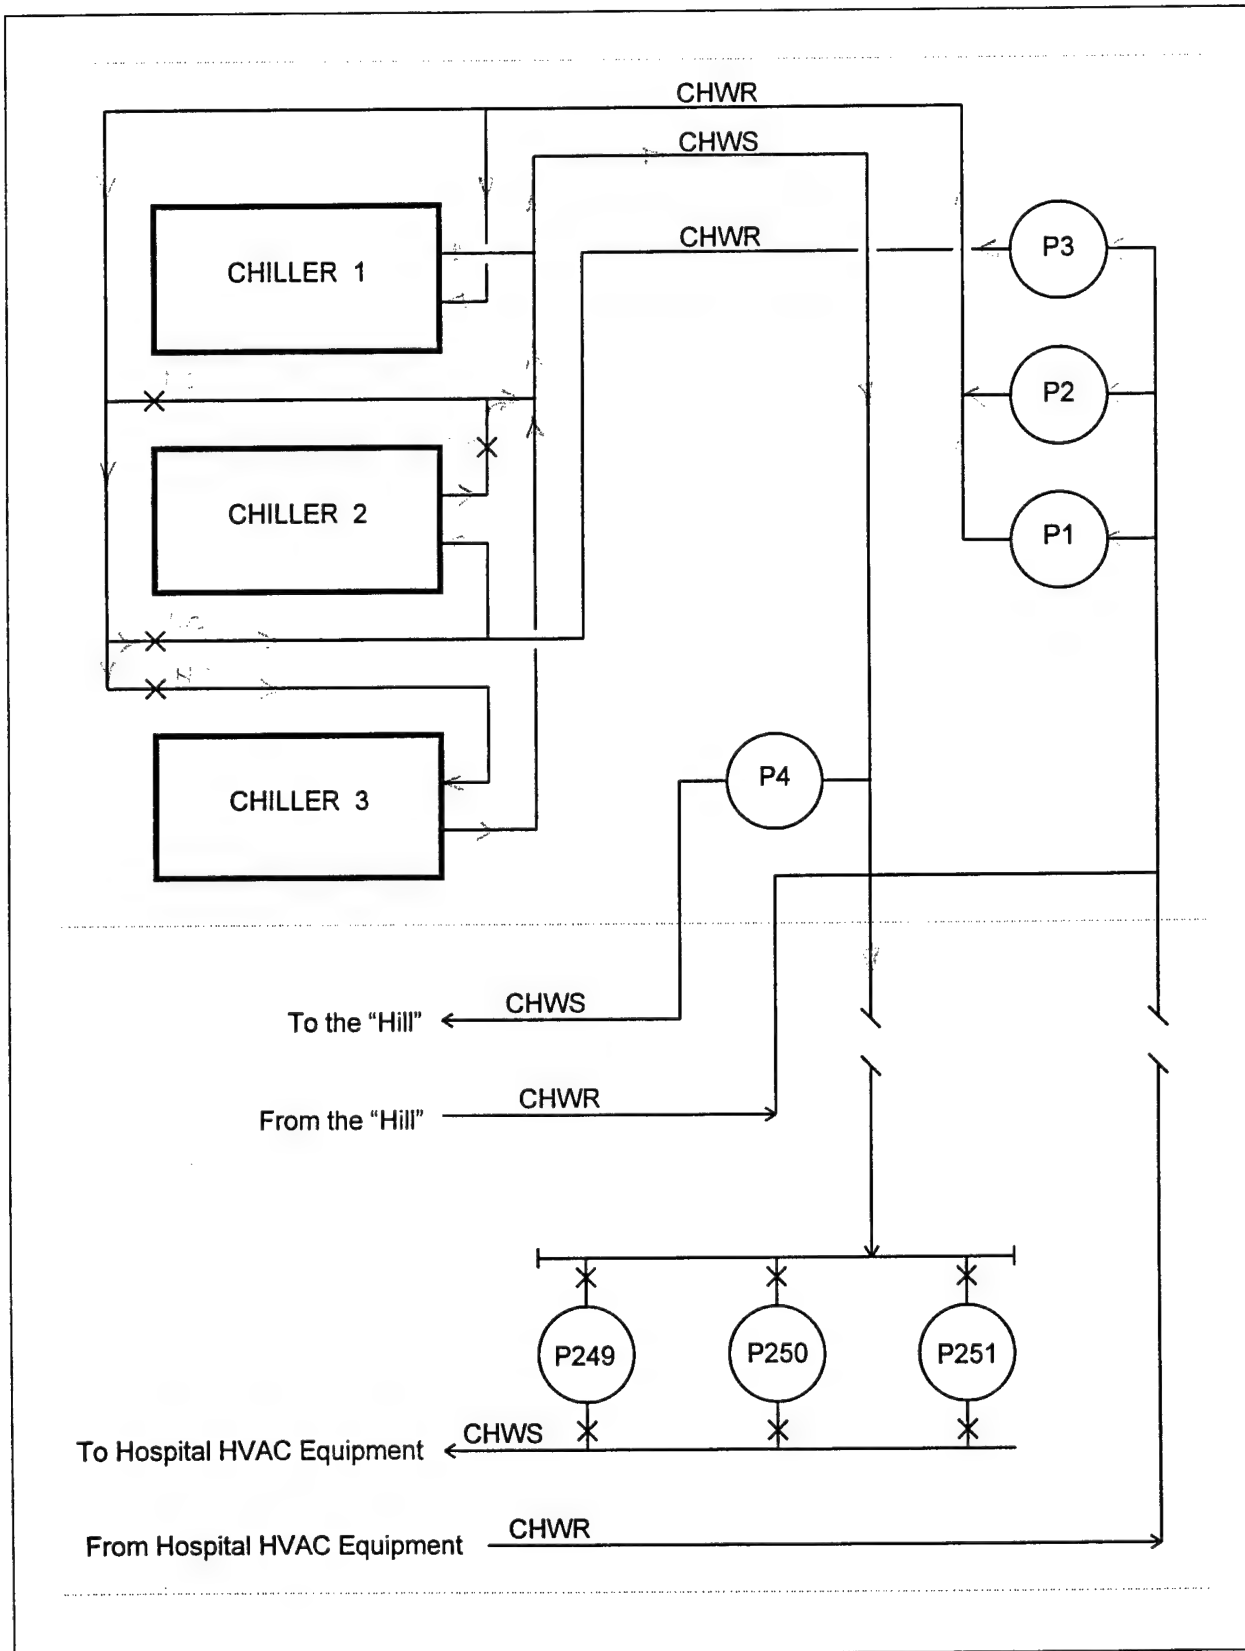 CHWR
CHWS
CHWR
P3
CHILLER 1
P2
CHILLER 2
P1
P4
CHILLER 3
To the “Hill”
CHWS
From the “Hill”
CHWR
P249
P250
P251
To Hospital HVAC Equipment
CHWS
From Hospital HVAC Equipment
CHWR